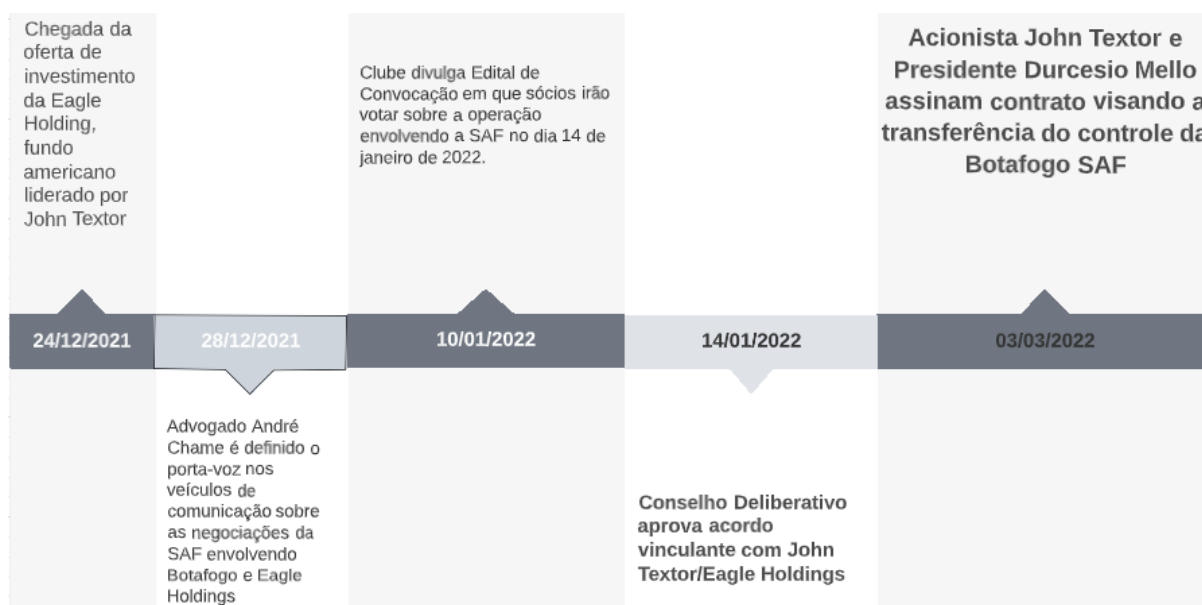 Chegada da
oferta de
investimento
da Eagle
Holding,
fundo
americano
liderado por
John Textor
Clube divulga Edital de
Convocação em que sócios irão
votar sobre a operação
envolvendo a SAF no dia 14 de
janeiro de 2022.
Acionista John Textor e
Presidente Durcesio Mello
assinam contrato visando a
transferência do controle da
Botafogo SAF
24/12/2021
28/12/2021
10/01/2022
14/01/2022
03/03/2022
Advogado André
Chame é definido o
porta-voz nos
veículos de
comunicação sobre
as negociações da
SAF envolvendo
Botafogo e Eagle
Holdings
Conselho Deliberativo
aprova acordo
vinculante com John
Textor/Eagle Holdings